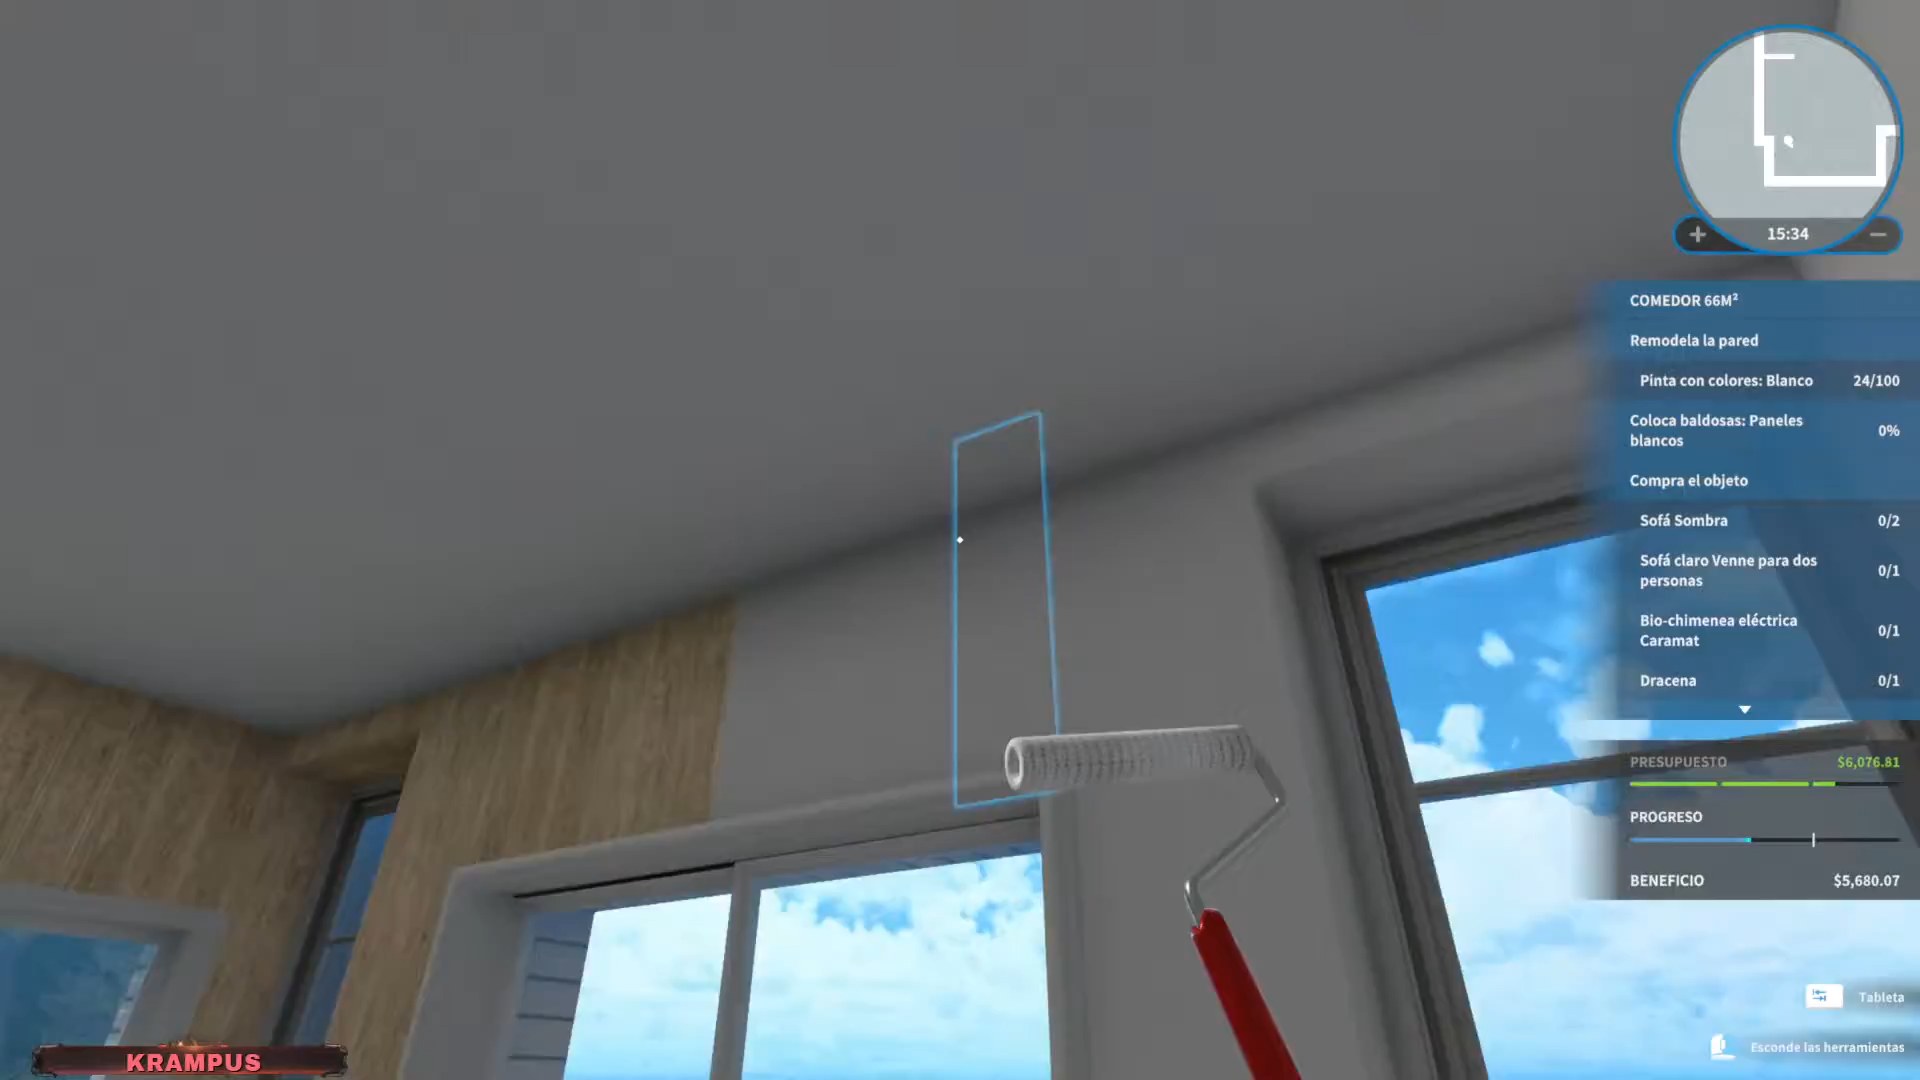 15:34
COMEDOR 66M²
Remodela la pared
Pinta con colores: Blanco 24/100
Coloca baldosas: Paneles
blancos 0%
Compra el objeto
Sofá Sombra 0/2
Sofá claro Venne para dos
personas 0/1
Bio-chimenea eléctrica
Caramat 0/1
Dracena 0/1
PRESUPUESTO $6,076.81
PROGRESO
BENEFICIO $5,680.07
Tableta
Esconde las herramientas
KRAMPUS